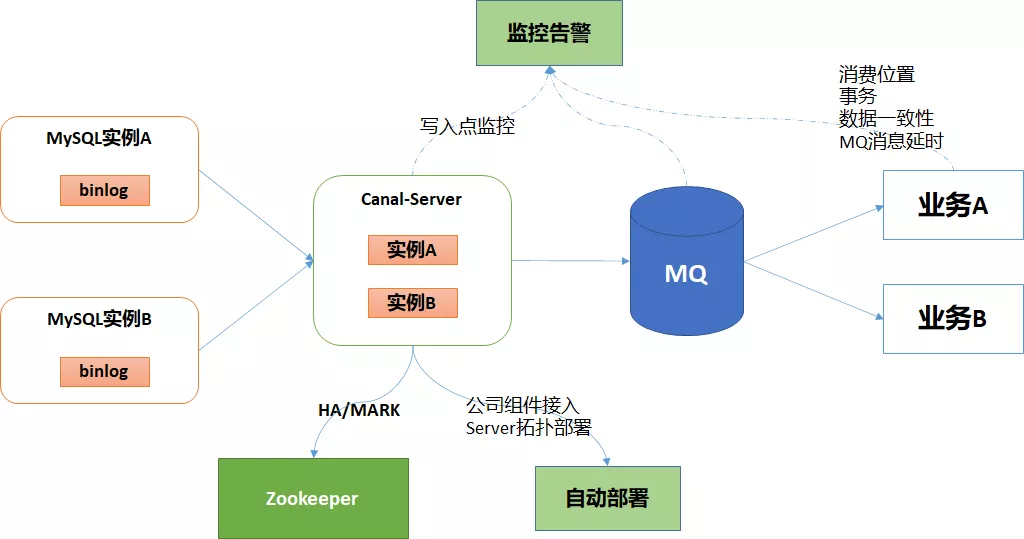 监控告警
消费位置
事务
数据一致性
MQ消息延时
写入点监控
MySQL实例A
binlog
Canal-Server
实例A
实例B
MQ
业务A
业务B
MySQL实例B
binlog
HA/MARK
公司组件接入
Server拓扑部署
Zookeeper
自动部署